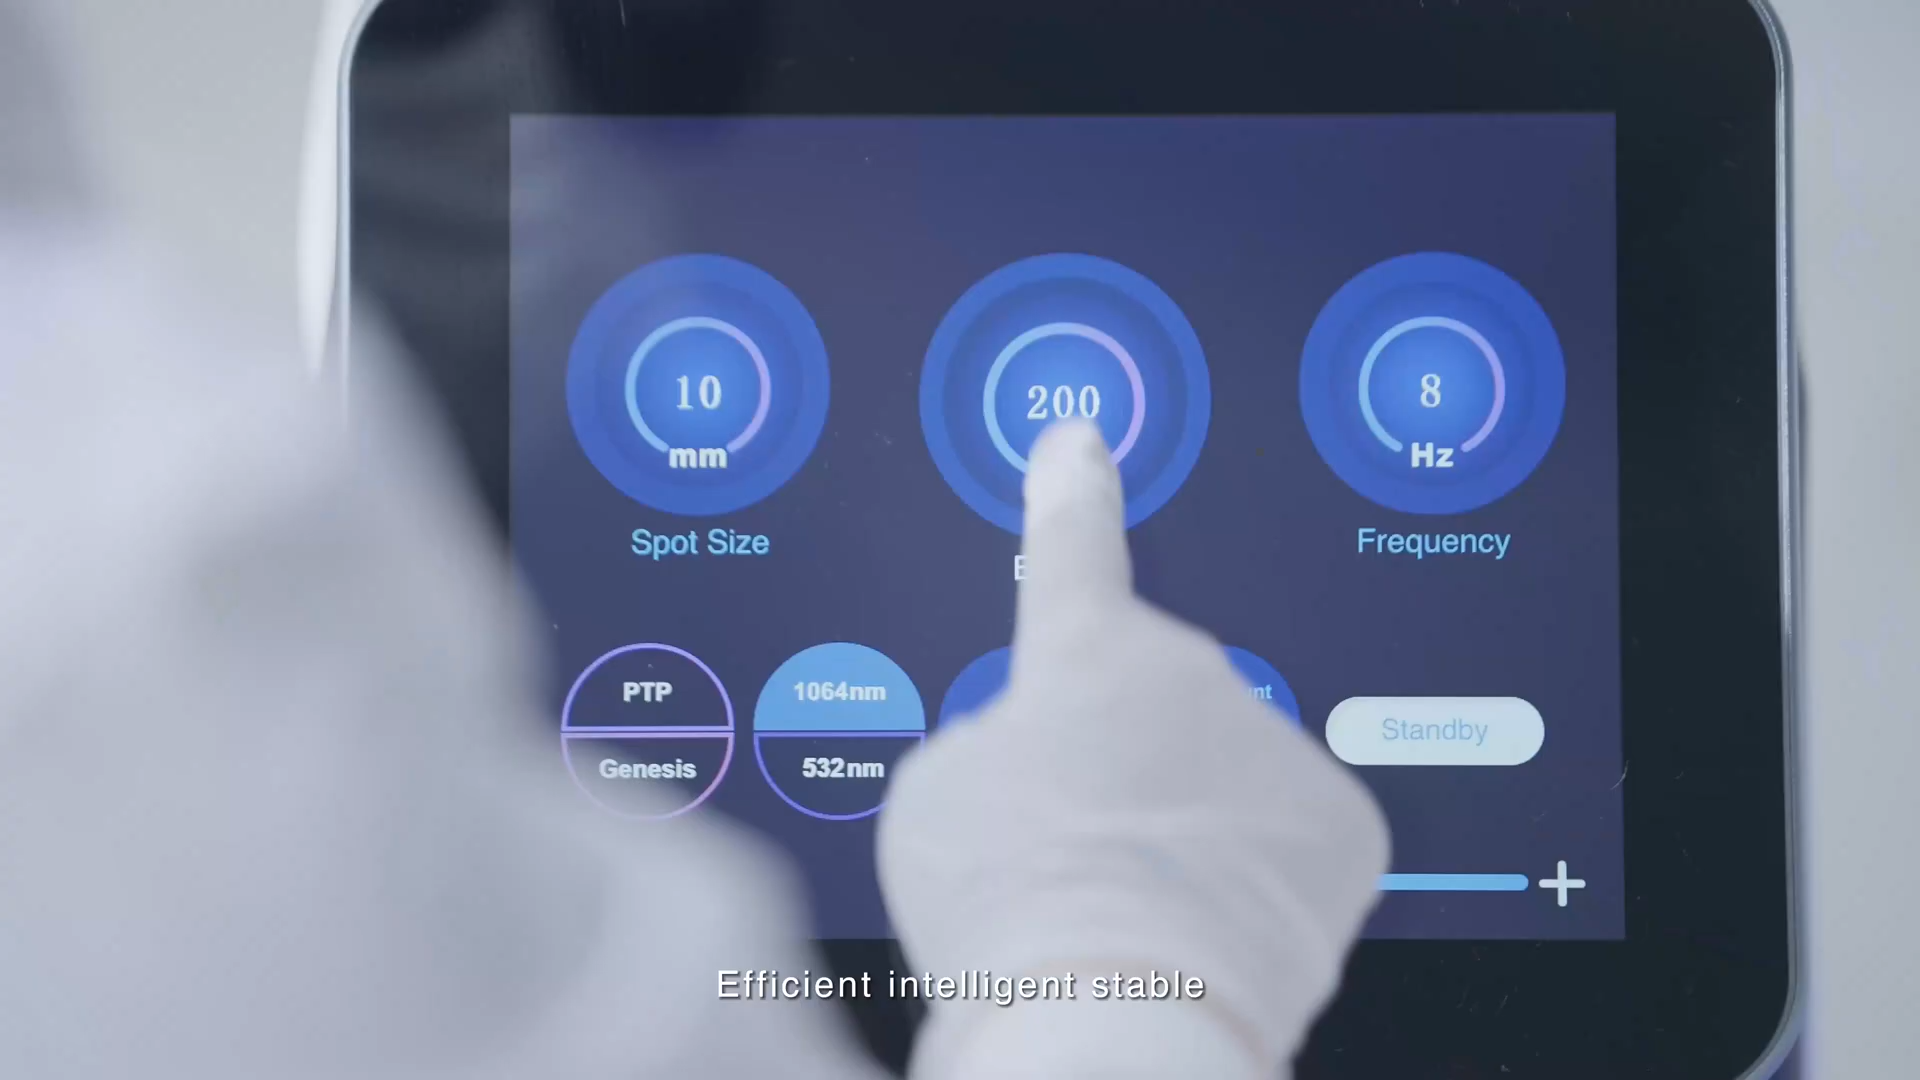 10
mm
Spot Size
200
8
Hz
Frequency
PTP
Genesis
1064nm
532nm
Standby
Efficient intelligent stable